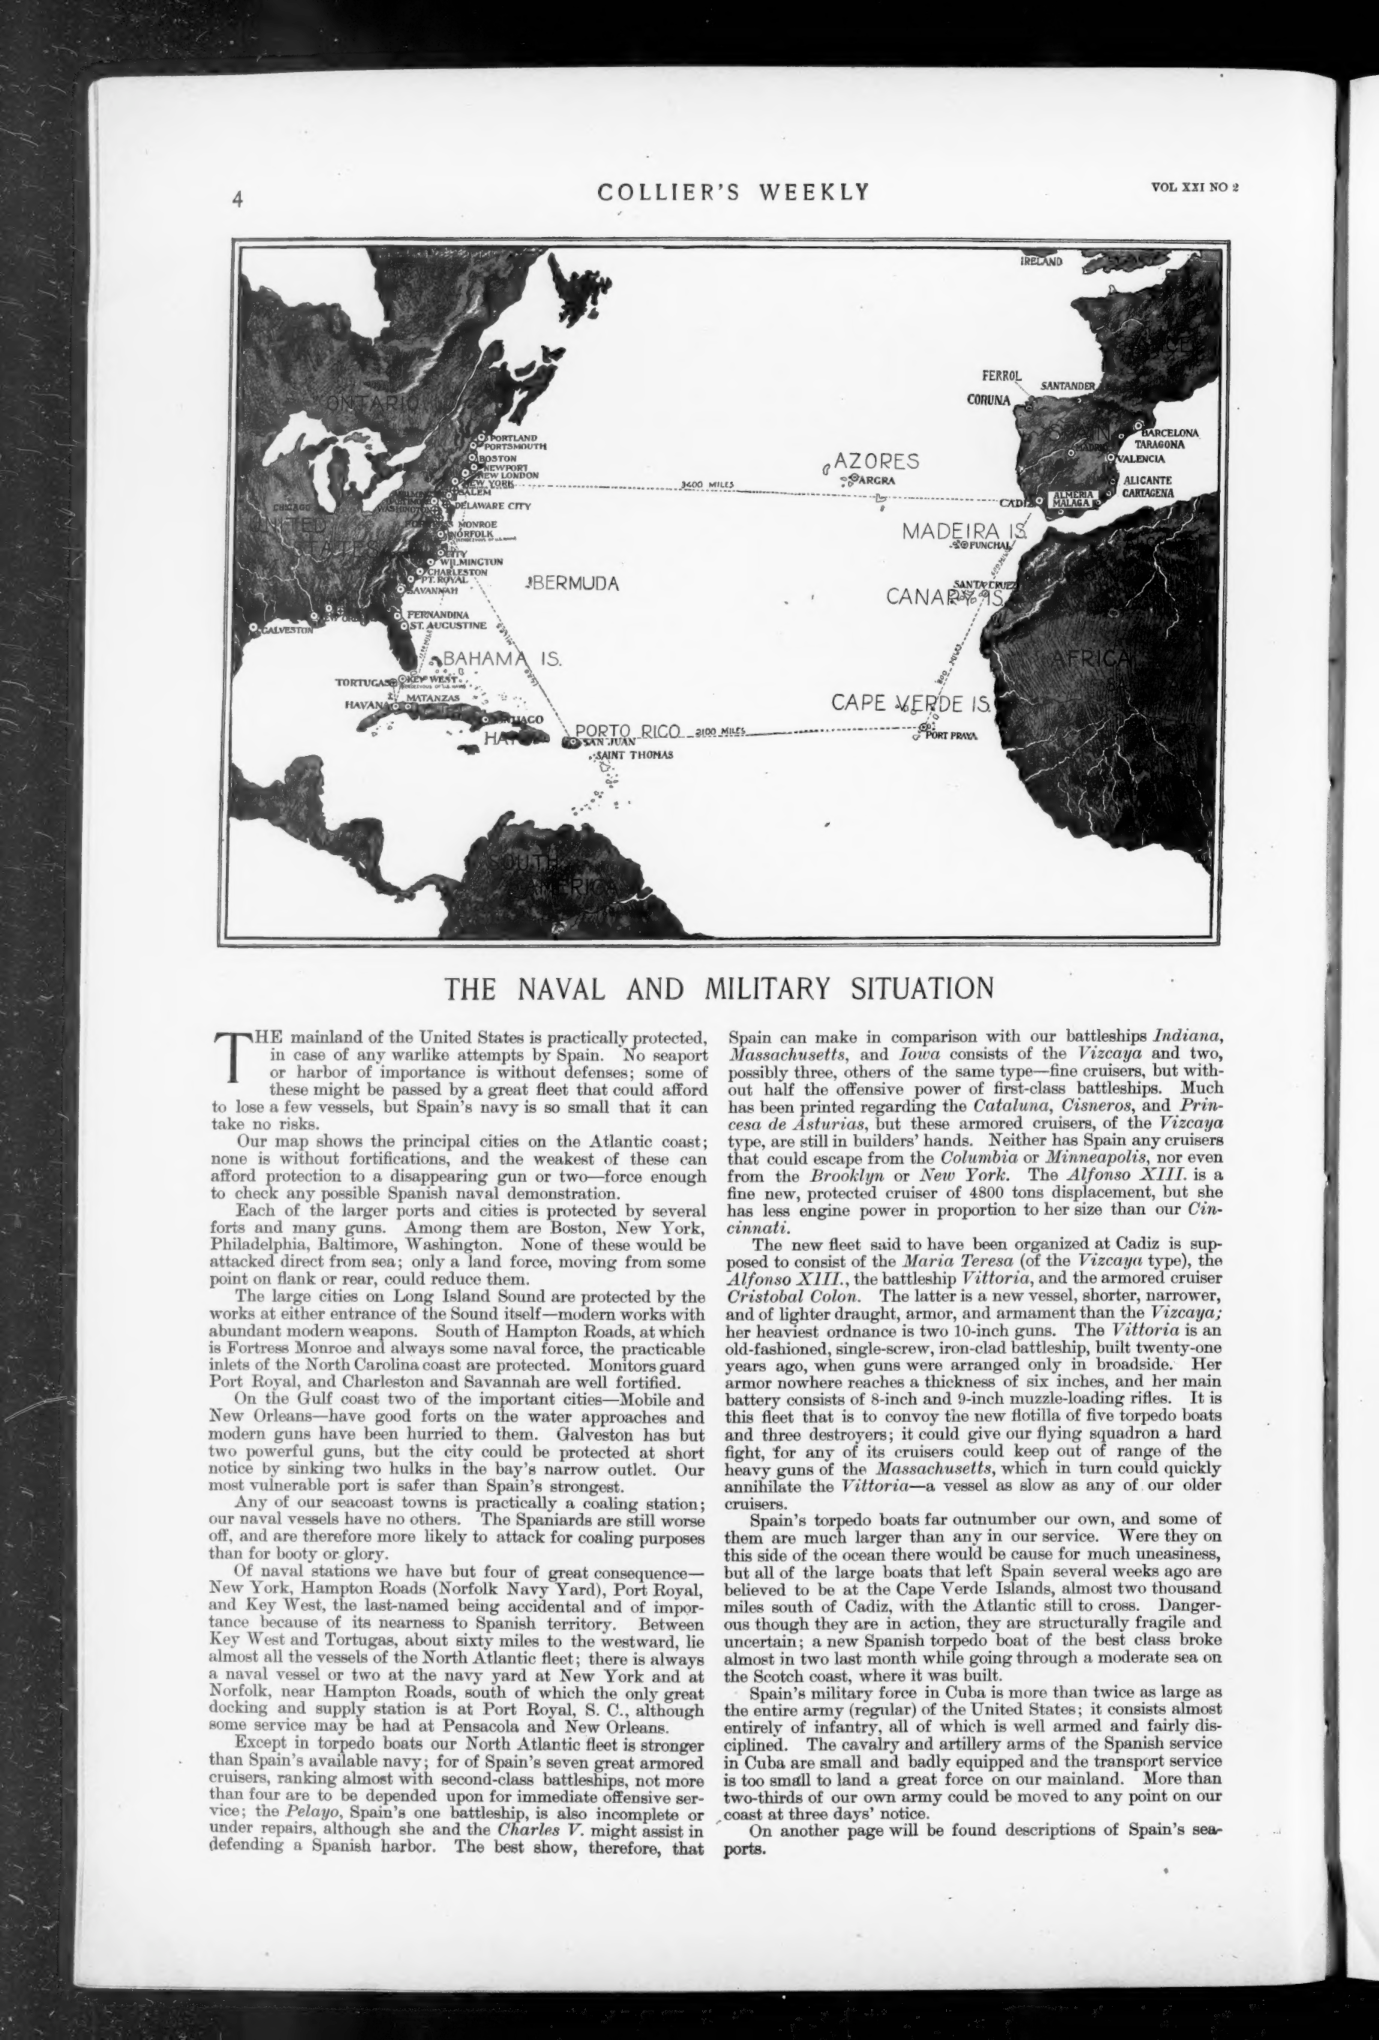 4
COLLIER'S WEEKLY
VOL XXI NO 2
IRELAND
FERROL
SANTANDER
CORUNA
ONTARIO
BARCELONA
TARAGONA
VALENCIA
PORTLAND
PORTSMOUTH
BOSTON
NEWPORT
NEW LONDON
NEW YORK
SALEM
DELAWARE CITY
WASHINGTON
CHICAGO
AZORES
ARGRA
3600 MILES
ALICANTE
CARTAGENA
ALMERIA
MALAGA
CADIZ
UNITED
STATES
MONROE
NORFOLK
CITY
WILMINGTON
CHARLESTON
PT. ROYAL
SAVANNAH
MADEIRA IS.
FUNCHAL
BERMUDA
SANTA CRUZ
CANARY IS.
FERNANDINA
ST. AUGUSTINE
GALVESTON
BAHAMA IS.
AFRICA
TORTUGAS
KEY WEST
HAVANA
MATANZAS
CAPE VERDE IS.
PORTO RICO
2100 MILES
SAN JUAN
PORT PRAYA
SAINT THOMAS
SOUTH
AMERICA
THE NAVAL AND MILITARY SITUATION
THE mainland of the United States is practically protected,
in case of any warlike attempts by Spain. No seaport
or harbor of importance is without defenses; some of
these might be passed by a great fleet that could afford
to lose a few vessels, but Spain's navy is so small that it can
take no risks.
Our map shows the principal cities on the Atlantic coast;
none is without fortifications, and the weakest of these can
afford protection to a disappearing gun or two—force enough
to check any possible Spanish naval demonstration.
Each of the larger ports and cities is protected by several
forts and many guns. Among them are Boston, New York,
Philadelphia, Baltimore, Washington. None of these would be
attacked direct from sea; only a land force, moving from some
point on flank or rear, could reduce them.
The large cities on Long Island Sound are protected by the
works at either entrance of the Sound itself—modern works with
abundant modern weapons. South of Hampton Roads, at which
is Fortress Monroe and always some naval force, the practicable
inlets of the North Carolina coast are protected. Monitors guard
Port Royal, and Charleston and Savannah are well fortified.
On the Gulf coast two of the important cities—Mobile and
New Orleans—have good forts on the water approaches and
modern guns have been hurried to them. Galveston has but
two powerful guns, but the city could be protected at short
notice by sinking two hulks in the bay's narrow outlet. Our
most vulnerable port is safer than Spain's strongest.
Any of our seacoast towns is practically a coaling station;
our naval vessels have no others. The Spaniards are still worse
off, and are therefore more likely to attack for coaling purposes
than for booty or glory.
Of naval stations we have but four of great consequence—
New York, Hampton Roads (Norfolk Navy Yard), Port Royal,
and Key West, the last-named being accidental and of impor-
tance because of its nearness to Spanish territory. Between
Key West and Tortugas, about sixty miles to the westward, lie
almost all the vessels of the North Atlantic fleet; there is always
a naval vessel or two at the navy yard at New York and at
Norfolk, near Hampton Roads, south of which the only great
docking and supply station is at Port Royal, S. C., although
some service may be had at Pensacola and New Orleans.
Except in torpedo boats our North Atlantic fleet is stronger
than Spain's available navy; for of Spain's seven great armored
cruisers, ranking almost with second-class battleships, not more
than four are to be depended upon for immediate offensive ser-
vice; the Pelayo, Spain's one battleship, is also incomplete or
under repairs, although she and the Charles V. might assist in
defending a Spanish harbor. The best show, therefore, that
Spain can make in comparison with our battleships Indiana,
Massachusetts, and Iowa consists of the Vizcaya and two,
possibly three, others of the same type—fine cruisers, but with-
out half the offensive power of first-class battleships. Much
has been printed regarding the Cataluna, Cisneros, and Prin-
cesa de Asturias, but these armored cruisers, of the Vizcaya
type, are still in builders' hands. Neither has Spain any cruisers
that could escape from the Columbia or Minneapolis, nor even
from the Brooklyn or New York. The Alfonso XIII. is a
fine new, protected cruiser of 4800 tons displacement, but she
has less engine power in proportion to her size than our Cin-
cinnati.
The new fleet said to have been organized at Cadiz is sup-
posed to consist of the Maria Teresa (of the Vizcaya type), the
Alfonso XIII., the battleship Vittoria, and the armored cruiser
Cristobal Colon. The latter is a new vessel, shorter, narrower,
and of lighter draught, armor, and armament than the Vizcaya;
her heaviest ordnance is two 10-inch guns. The Vittoria is an
old-fashioned, single-screw, iron-clad battleship, built twenty-one
years ago, when guns were arranged only in broadside. Her
armor nowhere reaches a thickness of six inches, and her main
battery consists of 8-inch and 9-inch muzzle-loading rifles. It is
this fleet that is to convoy the new flotilla of five torpedo boats
and three destroyers; it could give our flying squadron a hard
fight, for any of its cruisers could keep out of range of the
heavy guns of the Massachusetts, which in turn could quickly
annihilate the Vittoria—a vessel as slow as any of our older
cruisers.
Spain's torpedo boats far outnumber our own, and some of
them are much larger than any in our service. Were they on
this side of the ocean there would be cause for much uneasiness,
but all of the large boats that left Spain several weeks ago are
believed to be at the Cape Verde Islands, almost two thousand
miles south of Cadiz, with the Atlantic still to cross. Danger-
ous though they are in action, they are structurally fragile and
uncertain; a new Spanish torpedo boat of the best class broke
almost in two last month while going through a moderate sea on
the Scotch coast, where it was built.
Spain's military force in Cuba is more than twice as large as
the entire army (regular) of the United States; it consists almost
entirely of infantry, all of which is well armed and fairly dis-
ciplined. The cavalry and artillery arms of the Spanish service
in Cuba are small and badly equipped and the transport service
is too small to land a great force on our mainland. More than
two-thirds of our own army could be moved to any point on our
coast at three days' notice.
On another page will be found descriptions of Spain's sea-
ports.